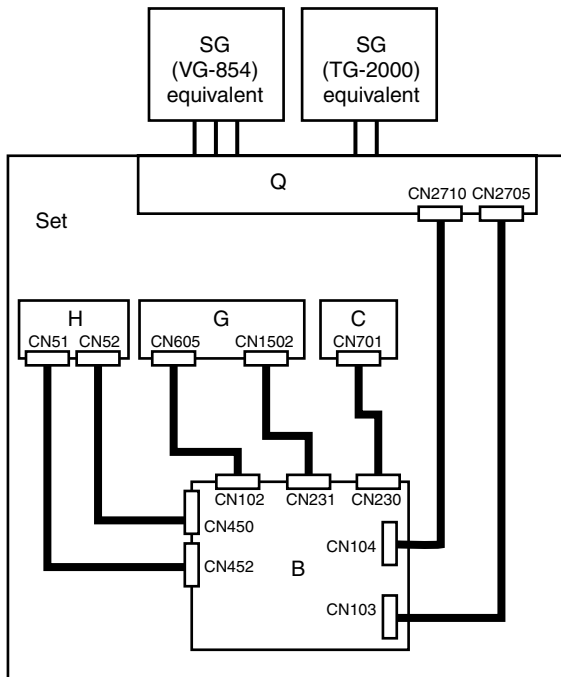 SG
(VG-854)
equivalent
SG
(TG-2000)
equivalent
Q
CN2710
CN2705
Set
H
CN51
CN52
G
CN605
CN1502
C
CN701
CN102
CN231
CN230
CN450
CN452
B
CN104
CN103